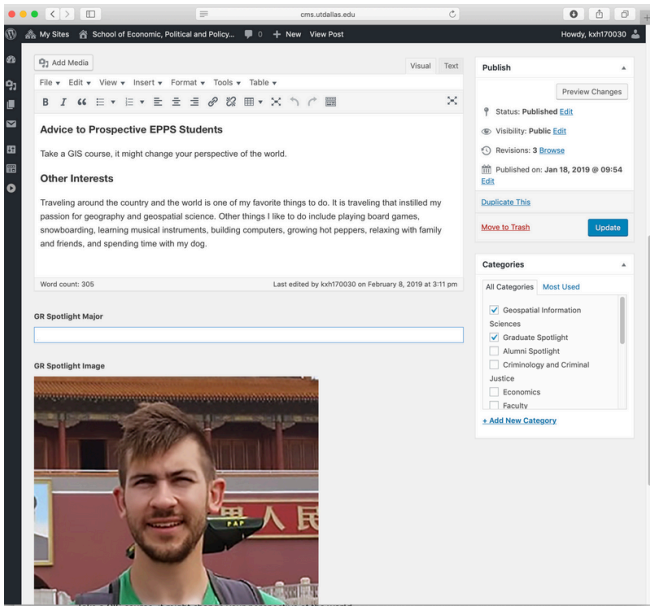 cms.utdallas.edu
My Sites School of Economic, Political and Policy... 0 + New View Post Howdy, kxh170030
Add Media Visual Text
File Edit View Insert Format Tools Table
B I
Advice to Prospective EPPS Students
Take a GIS course, it might change your perspective of the world.
Other Interests
Traveling around the country and the world is one of my favorite things to do. It is traveling that instilled my
passion for geography and geospatial science. Other things I like to do include playing board games,
snowboarding, learning musical instruments, building computers, growing hot peppers, relaxing with family
and friends, and spending time with my dog.
Word count: 305 Last edited by kxh170030 on February 8, 2019 at 3:11 pm
GR Spotlight Major
GR Spotlight Image
人民
PAP
Publish
Preview Changes
Status: Published Edit
Visibility: Public Edit
Revisions: 3 Browse
Published on: Jan 18, 2019 @ 09:54
Edit
Duplicate This
Move to Trash Update
Categories
All Categories Most Used
Geospatial Information
Sciences
Graduate Spotlight
Alumni Spotlight
Criminology and Criminal
Justice
Economics
Faculty
+ Add New Category